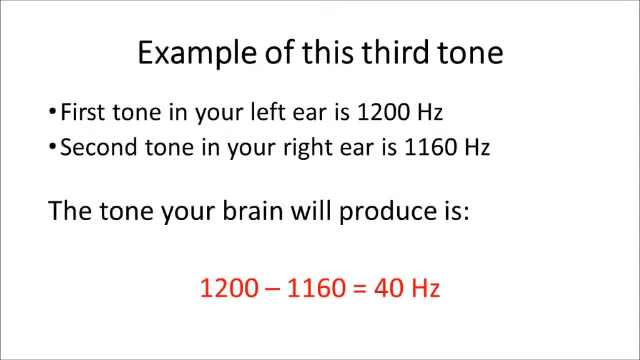 Example of this third tone
•First tone in your left ear is 1200 Hz
•Second tone in your right ear is 1160 Hz
The tone your brain will produce is:
1200 – 1160 = 40 Hz